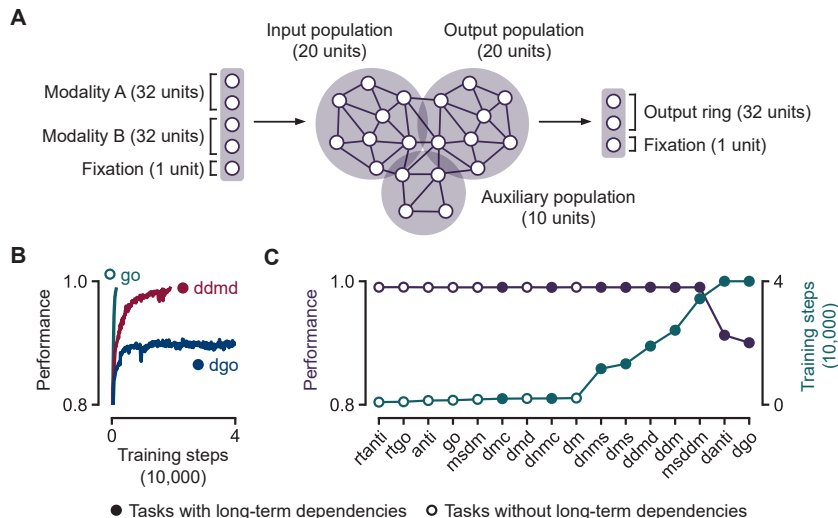 A
Input population
(20 units)
Output population
(20 units)
Modality A (32 units)
Modality B (32 units)
Fixation (1 unit)
Output ring (32 units)
Fixation (1 unit)
Auxiliary population
(10 units)
B
go
ddmd
dgo
1.0
0.8
Performance
0
4
Training steps
(10,000)
C
1.0
0.8
Performance
4
0
Training steps
(10,000)
rtanti
rtgo
anti
go
msdm
dmc
dmd
dnmc
dm
dnms
dms
ddmd
ddm
msddm
danti
dgo
Tasks with long-term dependencies
Tasks without long-term dependencies